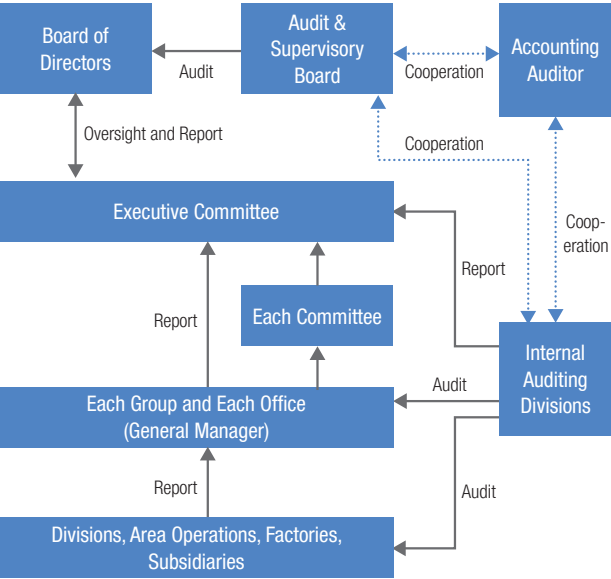 Board of
Directors
Audit
Audit &
Supervisory
Board
Cooperation
Accounting
Auditor
Oversight and Report
Cooperation
Coop-
eration
Executive Committee
Report
Report
Each Committee
Internal
Auditing
Divisions
Audit
Each Group and Each Office
(General Manager)
Report
Audit
Divisions, Area Operations, Factories,
Subsidiaries